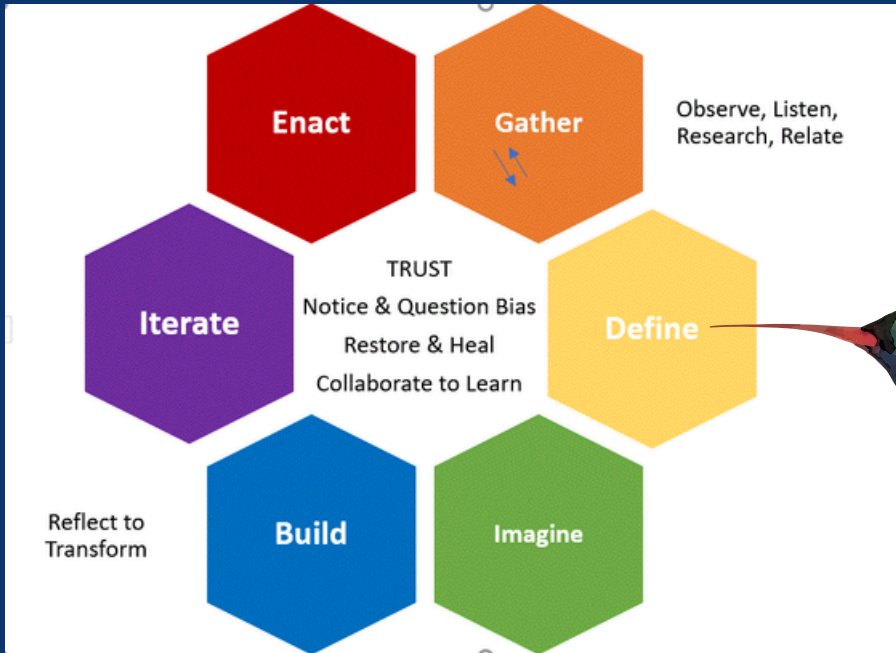 Enact
Gather
Observe, Listen,
Research, Relate
TRUST
Notice & Question Bias
Restore & Heal
Collaborate to Learn
Iterate
Define
Reflect to
Transform
Build
Imagine